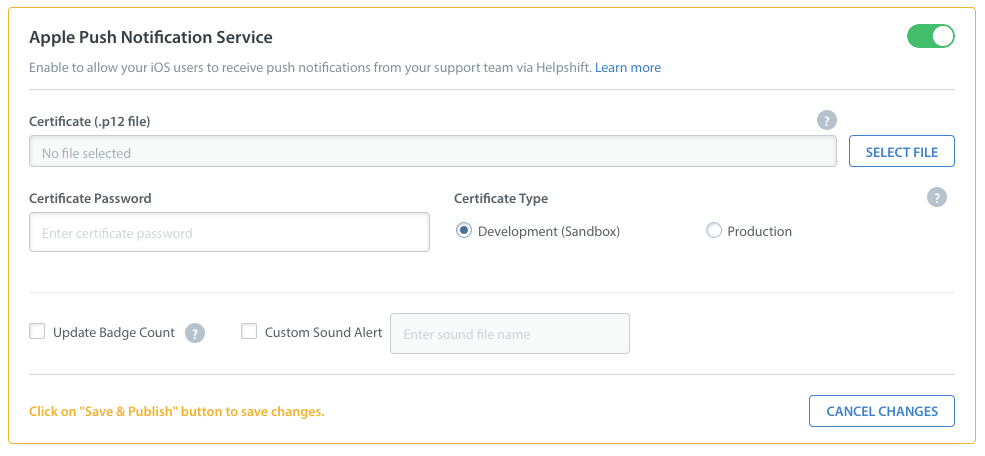 Apple Push Notification Service
Enable to allow your iOS users to receive push notifications from your support team via Helpshift. Learn more
Certificate (.p12 file)
?
No file selected
SELECT FILE
Certificate Password
Certificate Type
?
Enter certificate password
Development (Sandbox)
Production
Update Badge Count
?
Custom Sound Alert
Enter sound file name
Click on "Save & Publish" button to save changes.
CANCEL CHANGES